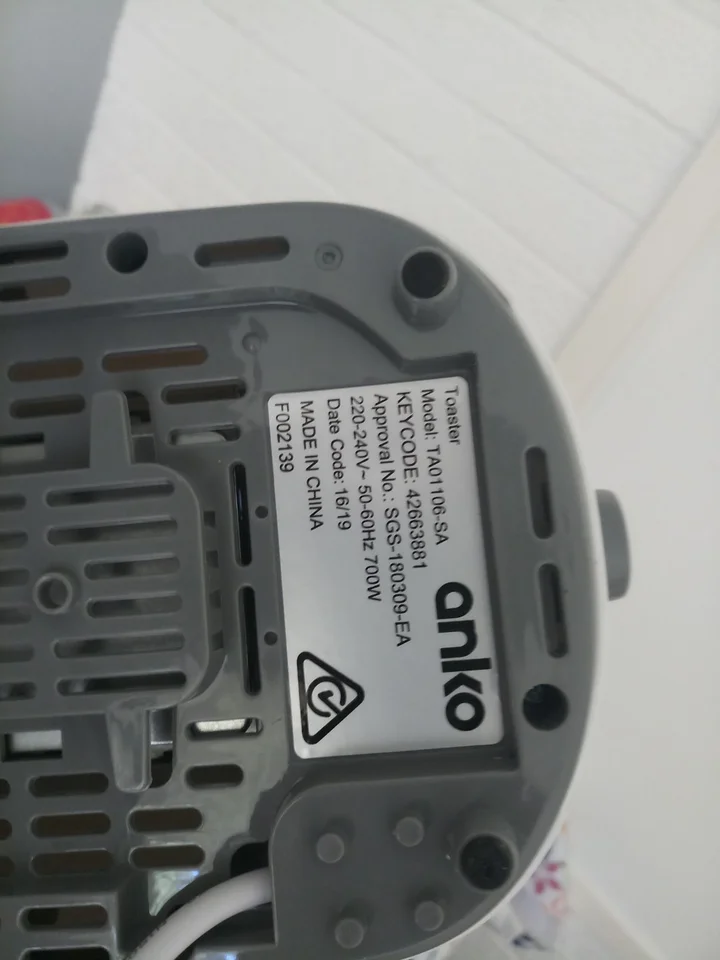 Toaster
Model: TA01106-SA
KEYCODE: 42663881
Approval No.: SGS-180309-EA
220-240V~ 50-60Hz 700W
Date Code: 16/19
MADE IN CHINA
F002139
anko